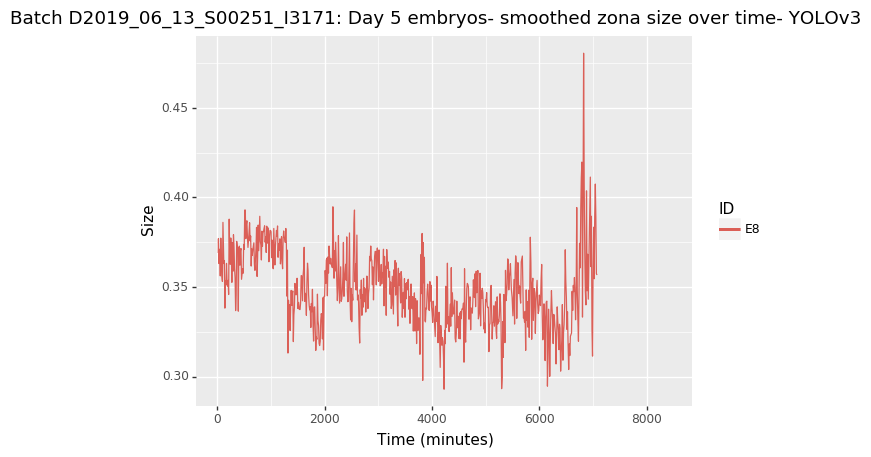 Batch D2019_06_13_S00251_I3171: Day 5 embryos- smoothed zona size over time- YOLOv3
0.45
0.40
0.35
0.30
Size
0 2000 4000 6000 8000
Time (minutes)
ID
E8